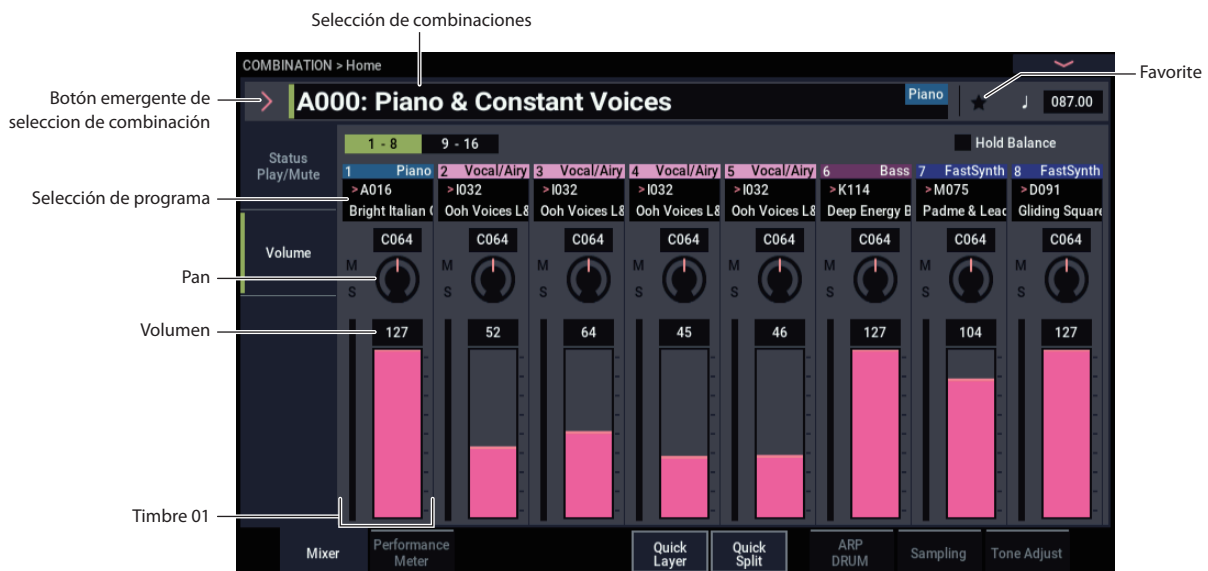 Selección de combinaciones
COMBINATION > Home
Favorite
Botón emergente de
seleccion de combinación
A000: Piano & Constant Voices
Piano
087.00
Status
Play/Mute
1 - 8
9 - 16
Hold Balance
1 Piano
2 Vocal/Airy
3 Vocal/Airy
4 Vocal/Airy
5 Vocal/Airy
6 Bass
7 FastSynth
8 FastSynth
Selección de programa
>A016
>I032
>I032
>I032
>I032
>K114
>M075
>D091
Bright Italian
Ooh Voices L&
Ooh Voices L&
Ooh Voices L&
Ooh Voices L&
Deep Energy B
Padme & Lead
Gliding Square
Volume
C064
C064
C064
C064
C064
C064
C064
C064
M
M
M
M
M
M
M
M
Pan
S
S
S
S
S
S
S
S
Volumen
127
52
64
45
46
127
104
127
Timbre 01
Mixer
Performance
Meter
Quick
Layer
Quick
Split
ARP
DRUM
Sampling
Tone Adjust